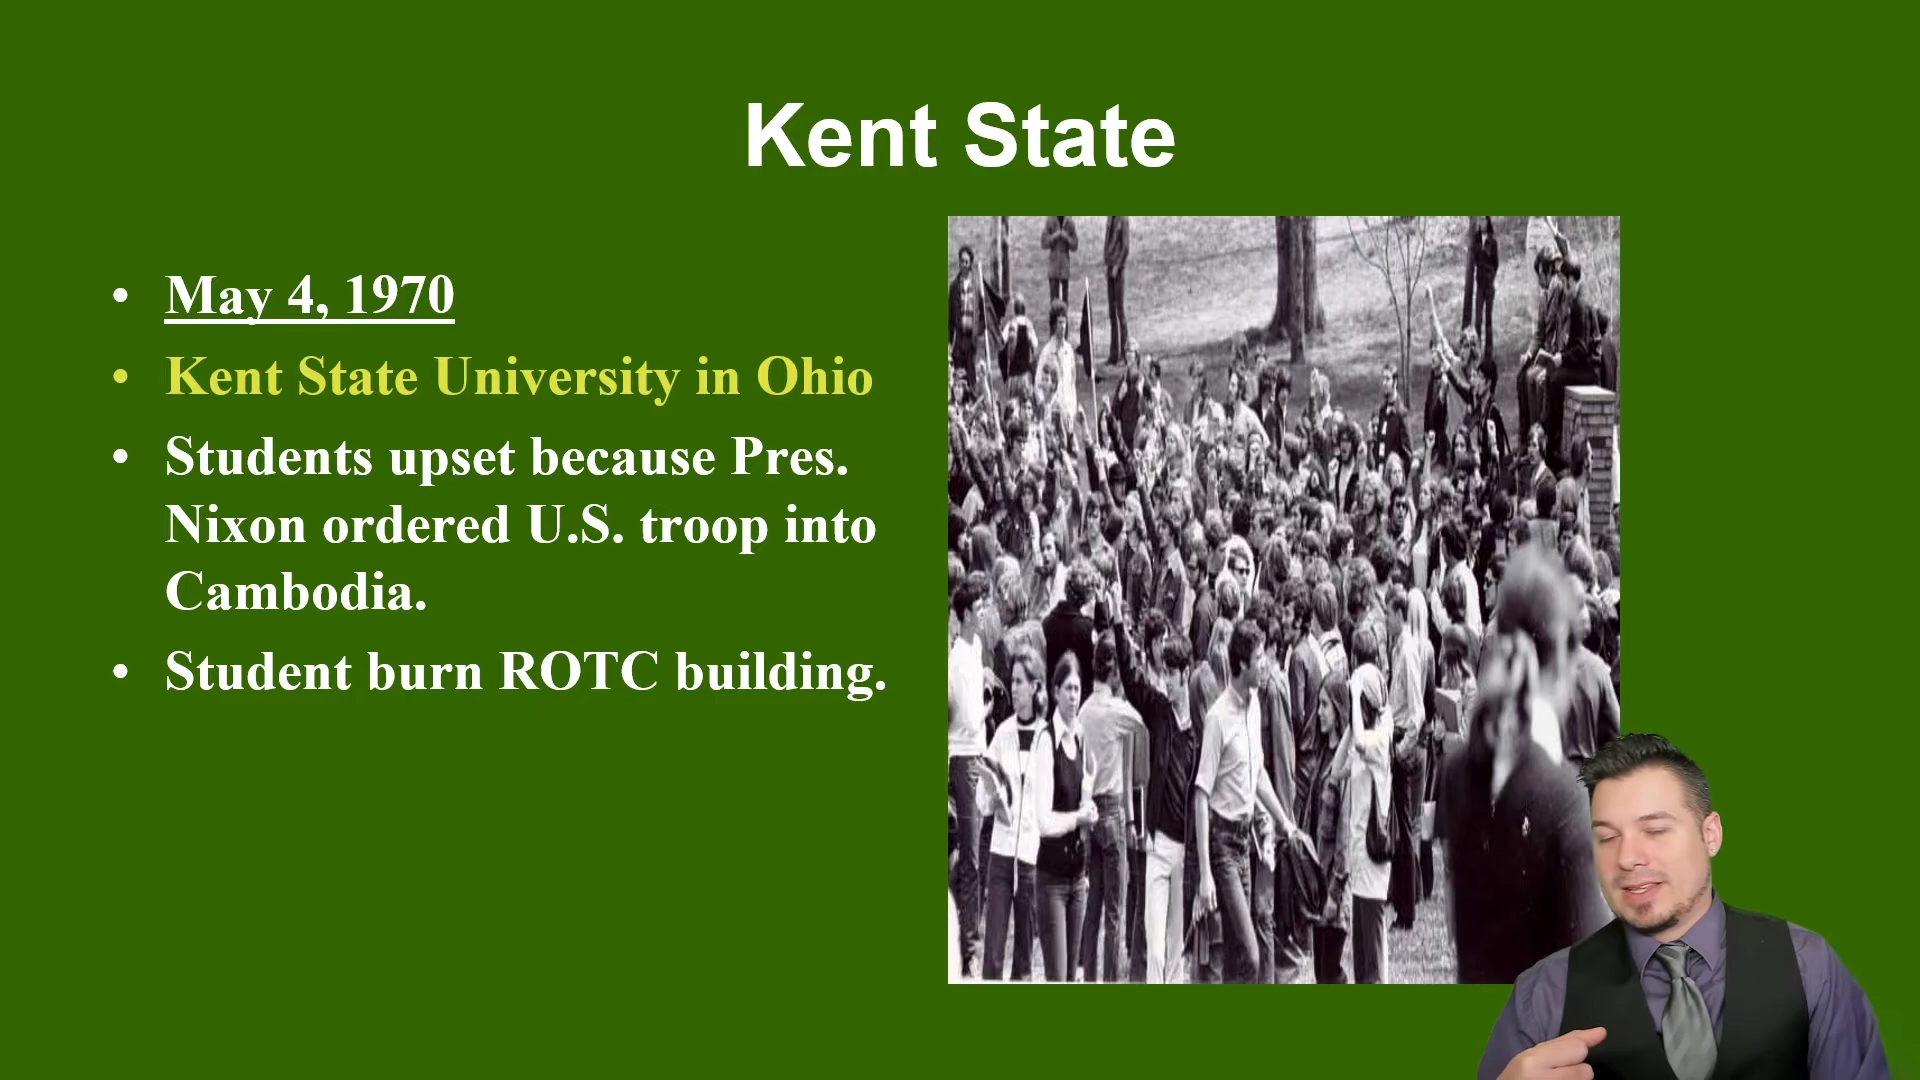 Kent State
• May 4, 1970
• Kent State University in Ohio
• Students upset because Pres.
Nixon ordered U.S. troop into
Cambodia.
• Student burn ROTC building.